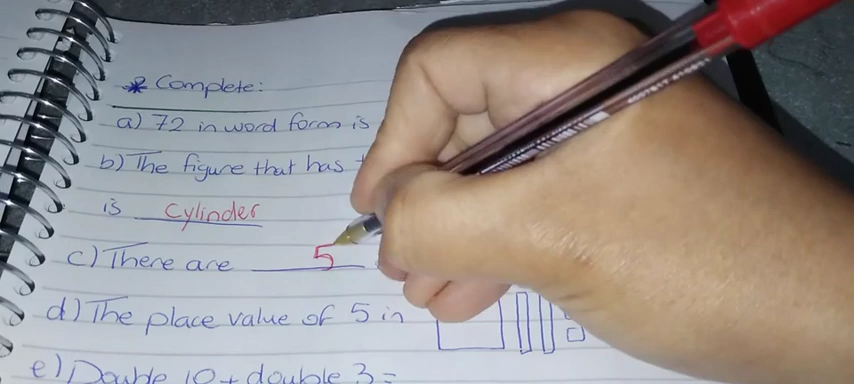 * Complete:
a) 72 in word form is
b) The figure that has
is cylinder
c) There are 5
d) The place value of 5 in
e) Double 10 + double 3 =